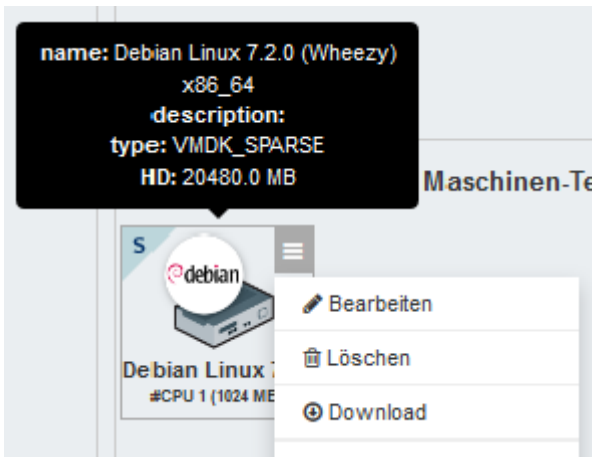 name: Debian Linux 7.2.0 (Wheezy)
x86_64
description:
type: VMDK_SPARSE
HD: 20480.0 MB
Maschinen-Te
S
debian
Bearbeiten
Debian Linux 7
Löschen
#CPU 1 (1024 MB
Download